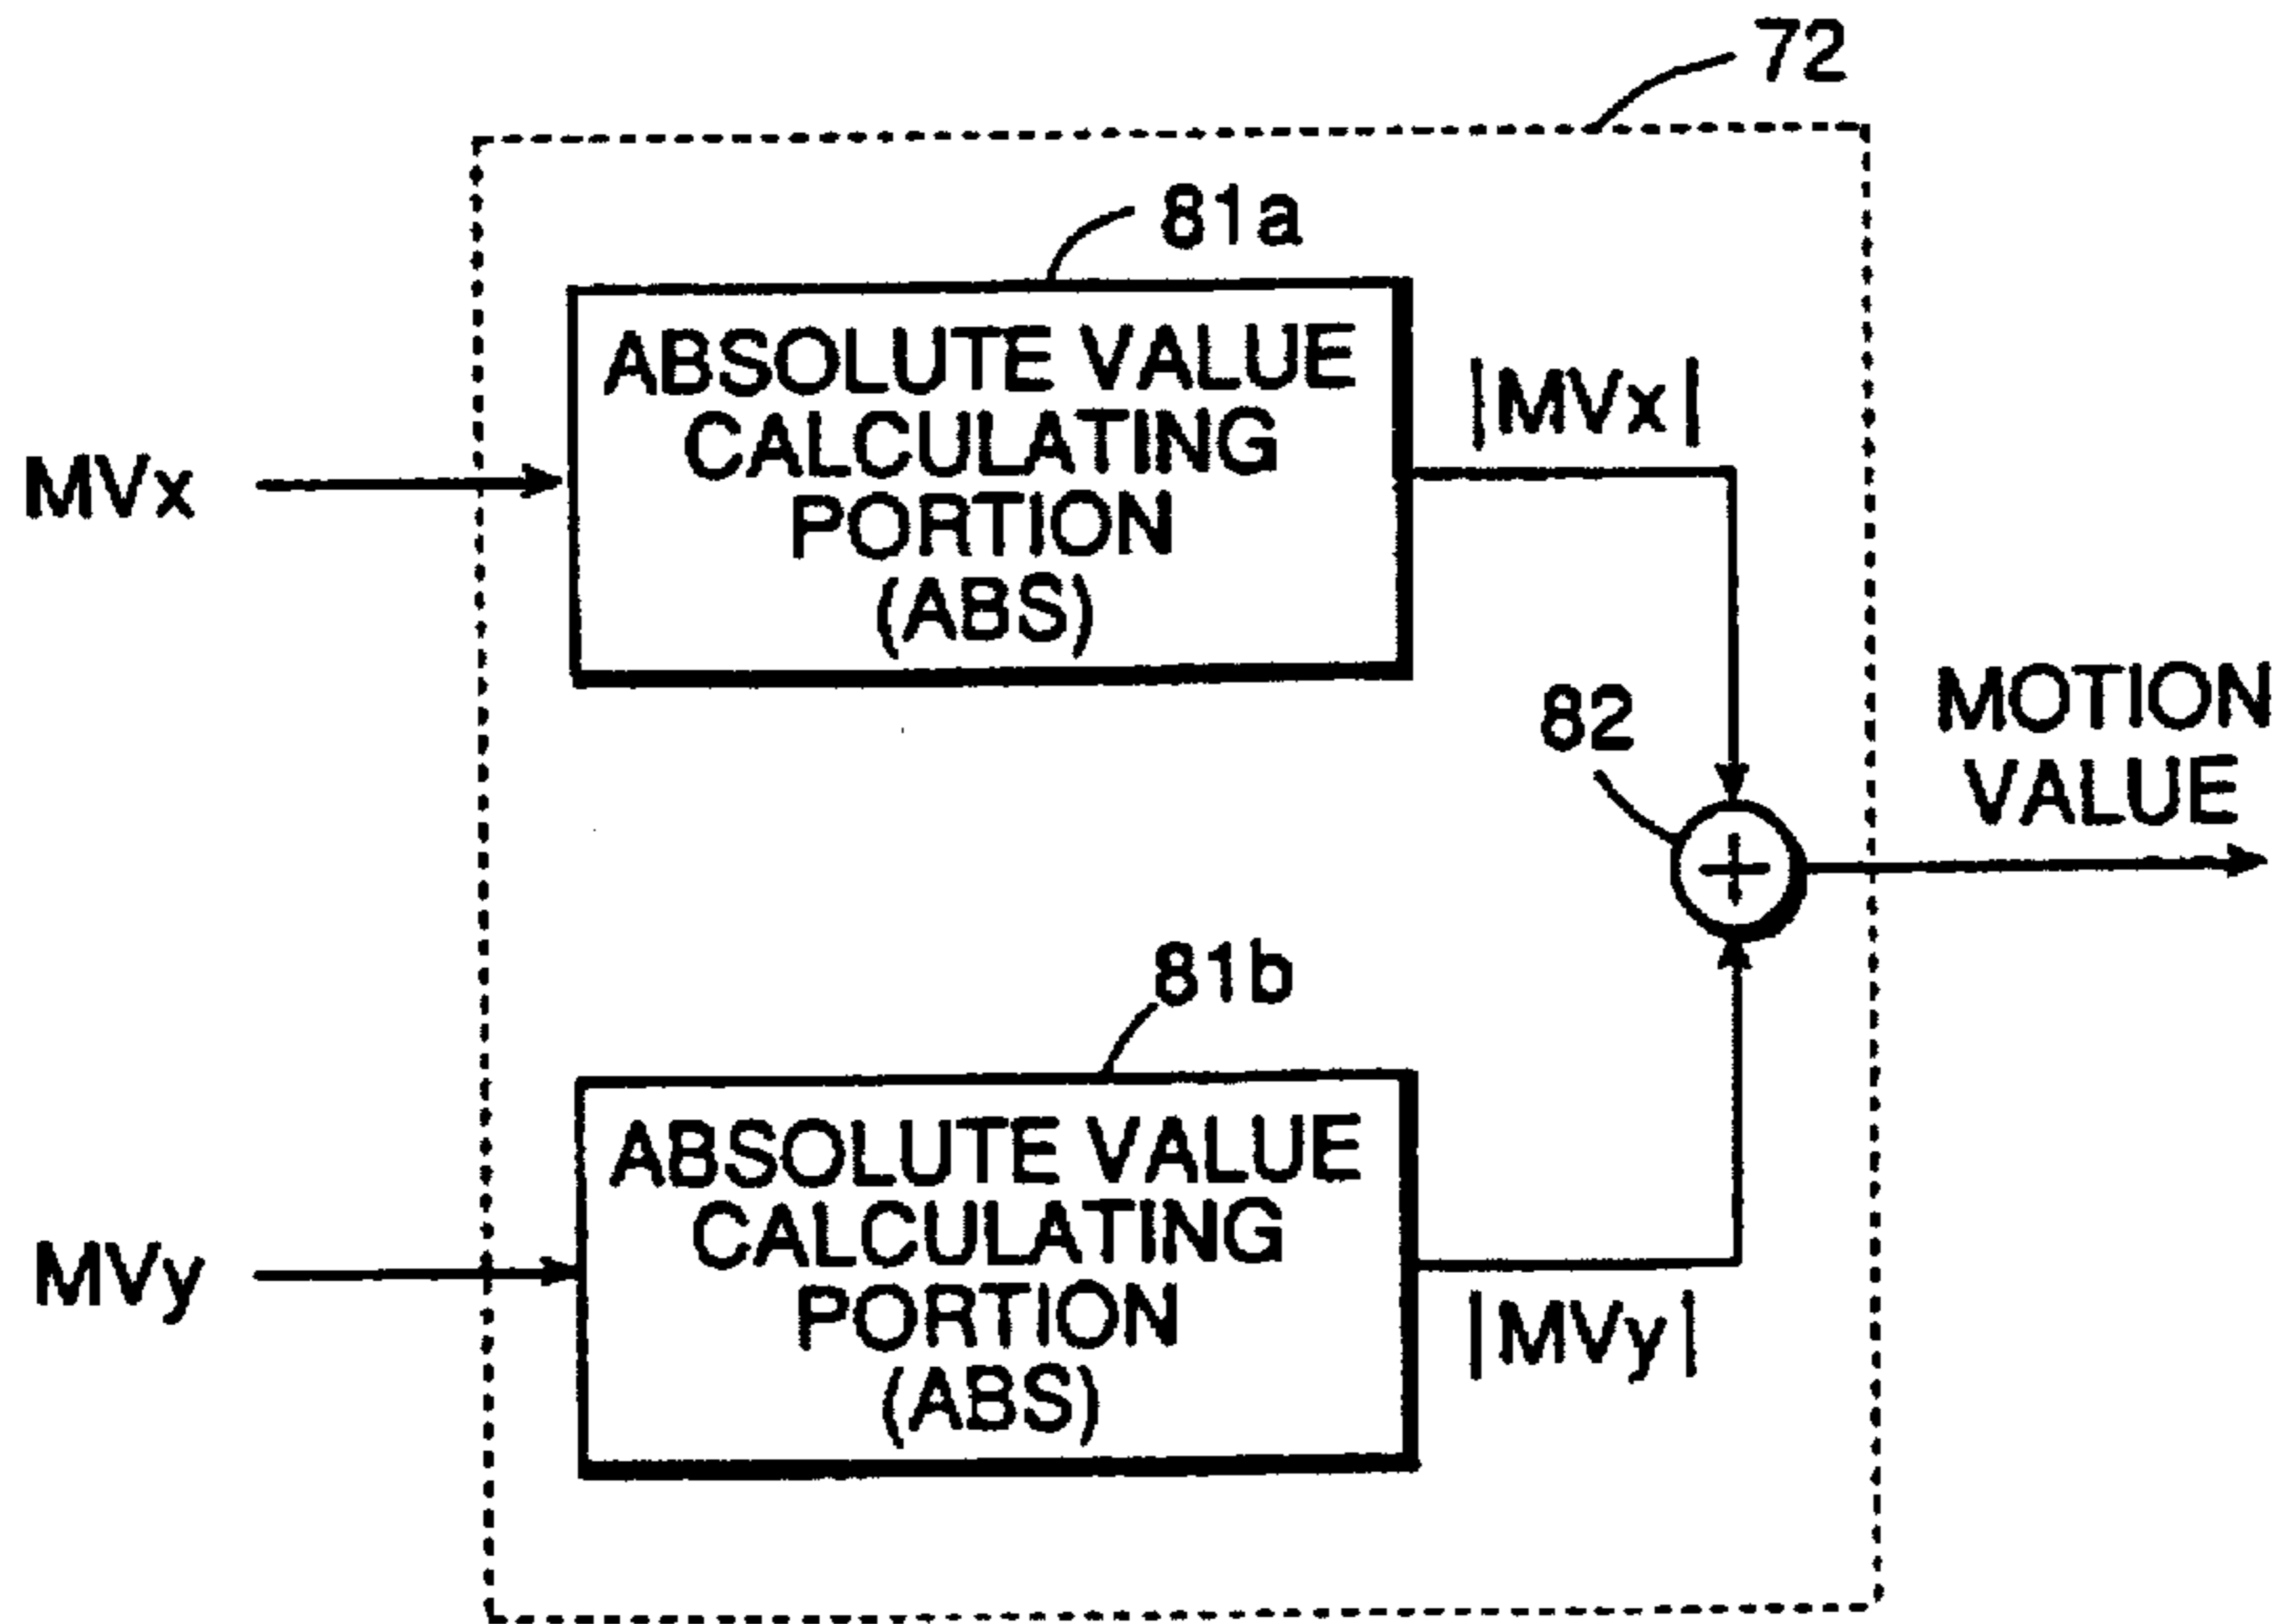 72
81a
ABSOLUTE VALUE
CALCULATING
PORTION
(ABS)
|MVx|
MVx
82
MOTION
VALUE
81b
ABSOLUTE VALUE
CALCULATING
PORTION
(ABS)
MVy
|MVy|